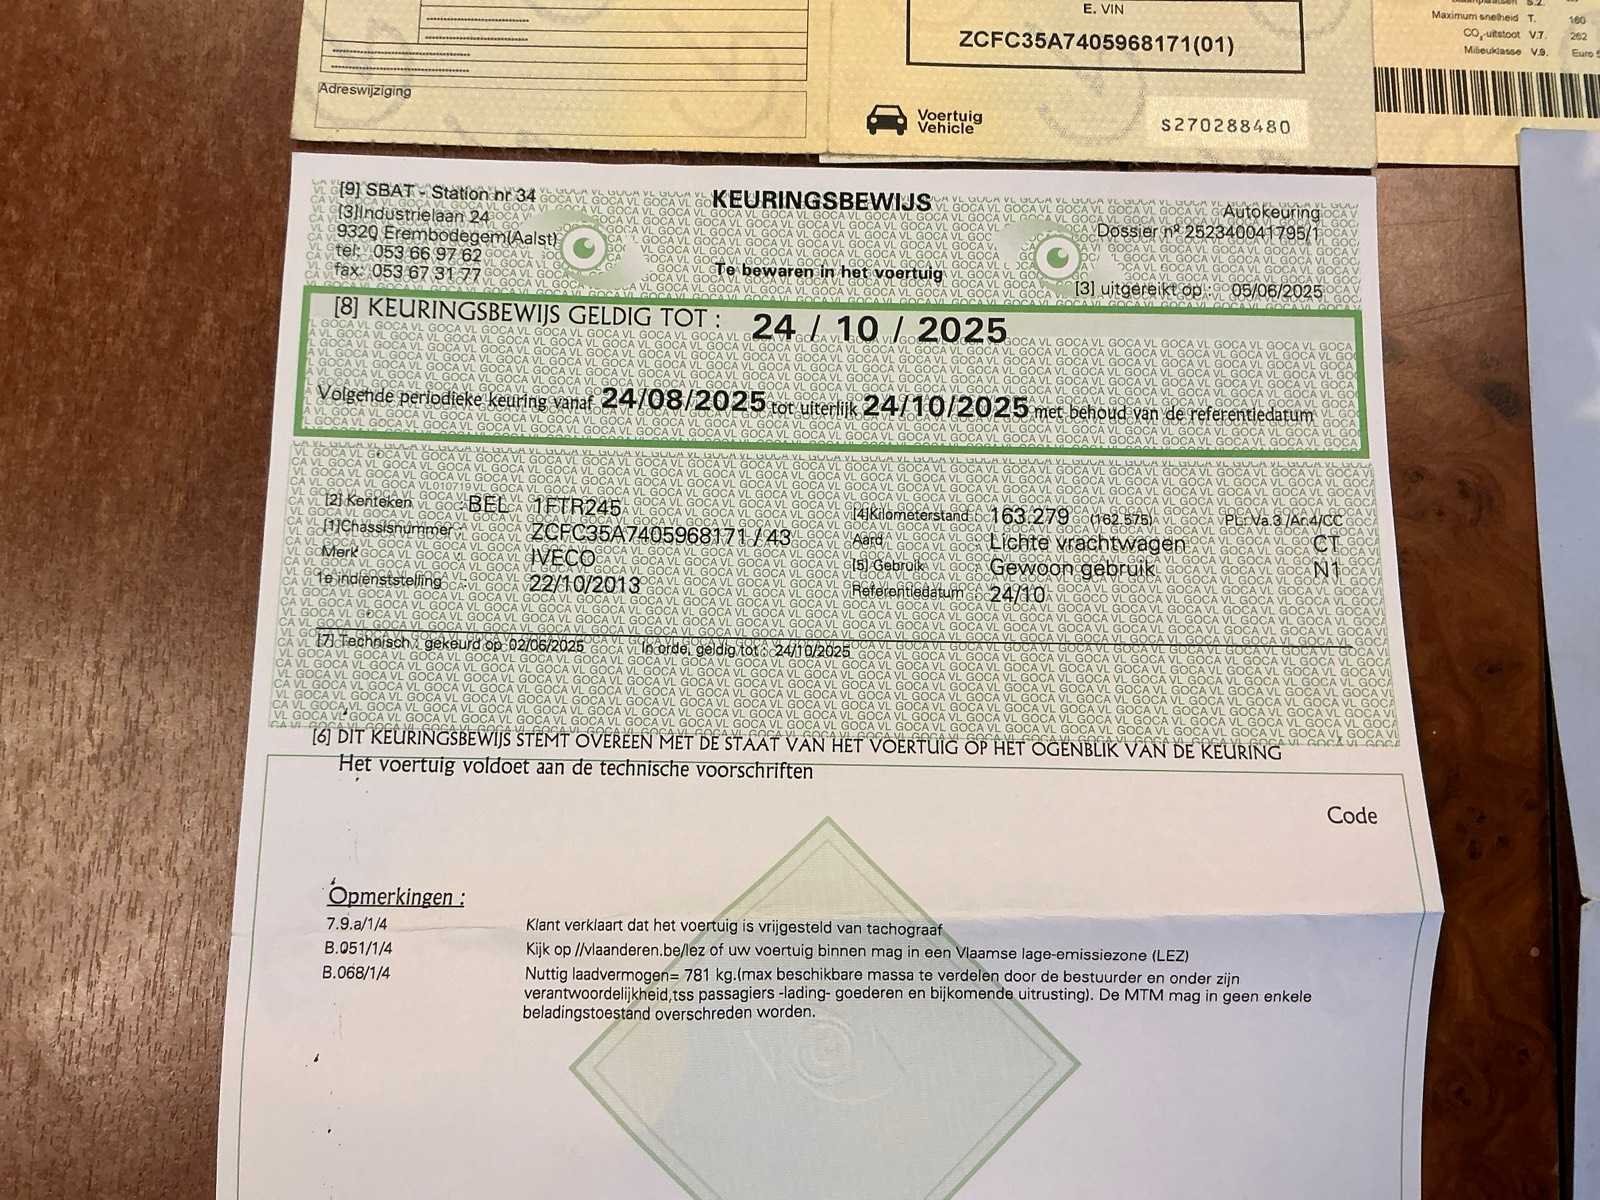 Adreswijziging
E. VIN
ZCFC35A7405968171(01)
Voertuig
Vehicle
S270288480
Maximum snelheid T. 160
CO₂-uitstoot V.7. 262
Milieuklasse V.9. Euro 5
[9] SBAT - Station nr 34
[3]Industrielaan 24
9320 Erembodegem(Aalst)
tel: 053 66 97 62
fax: 053 67 31 77
KEURINGSBEWIJS
Te bewaren in het voertuig
Autokeuring
Dossier nº 252340041795/1
[3] uitgereikt op : 05/06/2025
[8] KEURINGSBEWIJS GELDIG TOT : 24 / 10 / 2025
Volgende periodieke keuring vanaf 24/08/2025 tot uiterlijk 24/10/2025 met behoud van de referentiedatum
[2] Kenteken : BEL 1FTR245
[1]Chassisnummer : ZCFC35A7405968171 / 43
Merk : IVECO
1e indienststelling : 22/10/2013
[4]Kilometerstand : 163.279 (162.575) PL: Va.3 /Ar.4/CC
Aard : Lichte vrachtwagen CT
[5] Gebruik : Gewoon gebruik N1
Referentiedatum : 24/10
[7] Technisch : gekeurd op 02/06/2025 In orde, geldig tot : 24/10/2025
[6] DIT KEURINGSBEWIJS STEMT OVEREEN MET DE STAAT VAN HET VOERTUIG OP HET OGENBLIK VAN DE KEURING
Het voertuig voldoet aan de technische voorschriften
Code
Opmerkingen :
7.9.a/1/4 Klant verklaart dat het voertuig is vrijgesteld van tachograaf
B.051/1/4 Kijk op //vlaanderen.be/lez of uw voertuig binnen mag in een Vlaamse lage-emissiezone (LEZ)
B.068/1/4 Nuttig laadvermogen= 781 kg.(max beschikbare massa te verdelen door de bestuurder en onder zijn
verantwoordelijkheid,tss passagiers -lading- goederen en bijkomende uitrusting). De MTM mag in geen enkele
beladingstoestand overschreden worden.